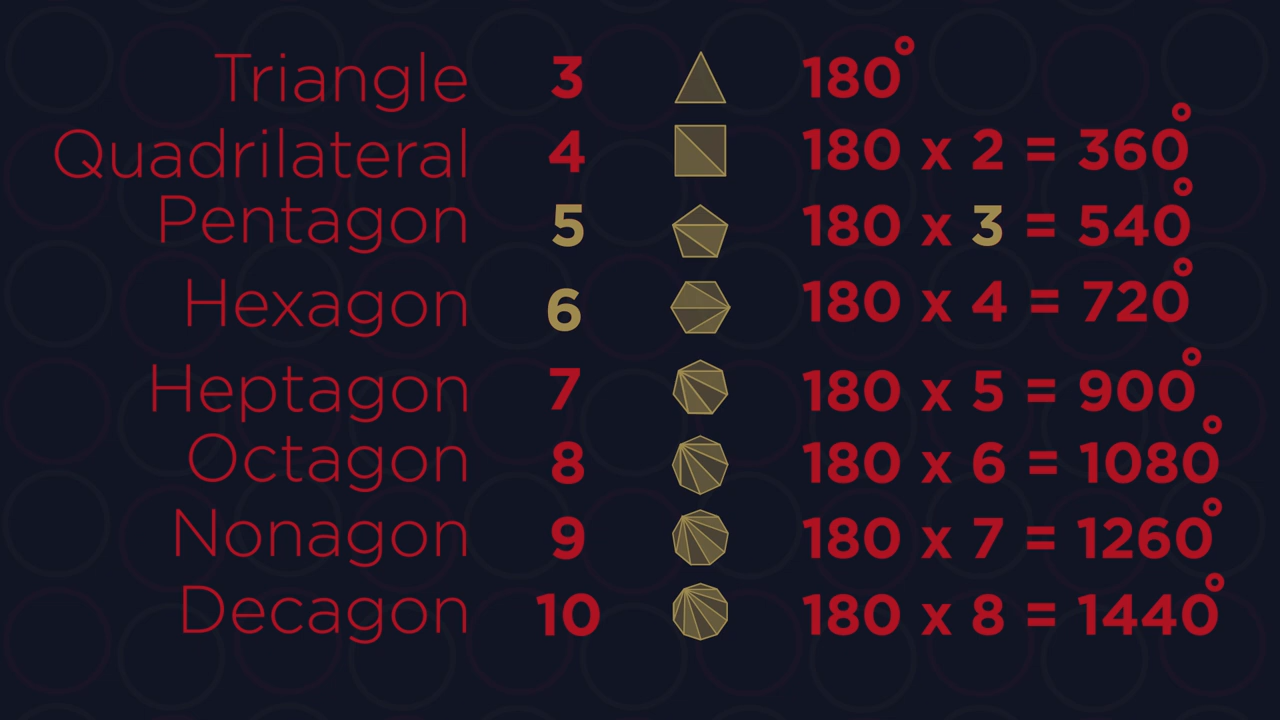 Triangle 3 180°
Quadrilateral 4 180 x 2 = 360°
Pentagon 5 180 x 3 = 540°
Hexagon 6 180 x 4 = 720°
Heptagon 7 180 x 5 = 900°
Octagon 8 180 x 6 = 1080°
Nonagon 9 180 x 7 = 1260°
Decagon 10 180 x 8 = 1440°